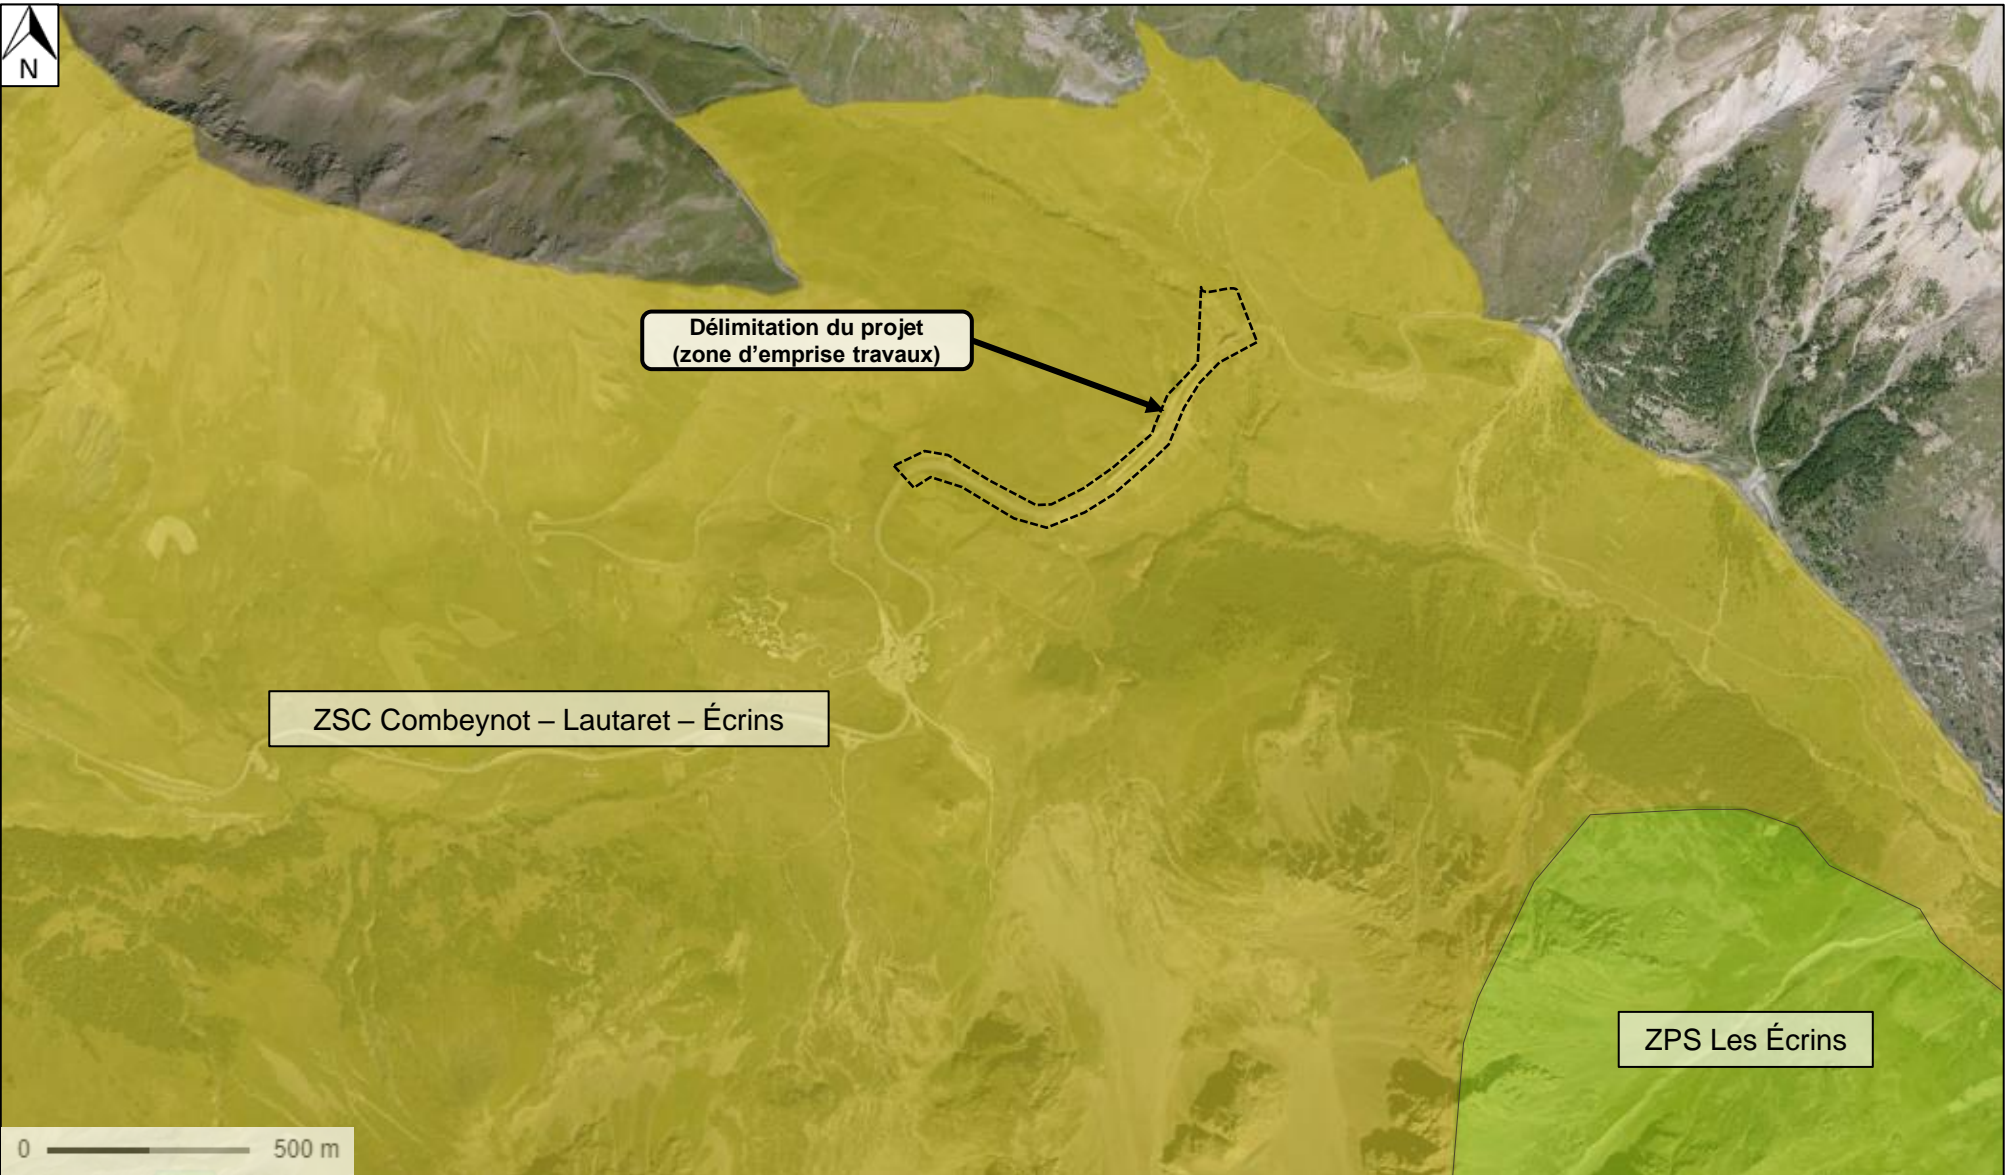 N
Délimitation du projet
(zone d'emprise travaux)
ZSC Combeynot – Lautaret – Écrins
ZPS Les Écrins
0 500 m